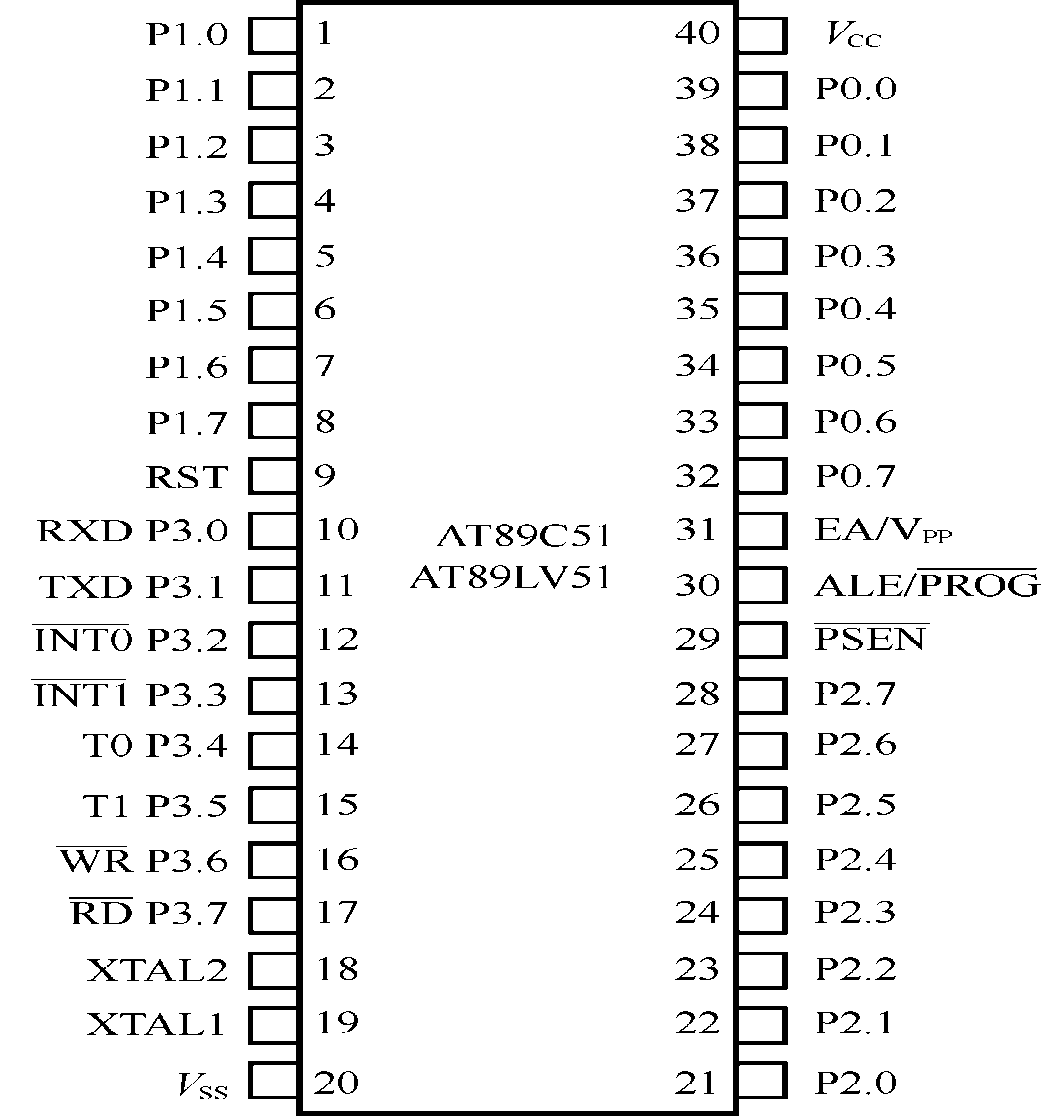 P1.0 1 40 VCC
P1.1 2 39 P0.0
P1.2 3 38 P0.1
P1.3 4 37 P0.2
P1.4 5 36 P0.3
P1.5 6 35 P0.4
P1.6 7 34 P0.5
P1.7 8 33 P0.6
RST 9 32 P0.7
RXD P3.0 10 AT89C51 31 EA/VPP
TXD P3.1 11 AT89LV51 30 ALE/P̅R̅O̅G̅
I̅N̅T̅0̅ P3.2 12 29 P̅S̅E̅N̅
I̅N̅T̅1̅ P3.3 13 28 P2.7
T0 P3.4 14 27 P2.6
T1 P3.5 15 26 P2.5
W̅R̅ P3.6 16 25 P2.4
R̅D̅ P3.7 17 24 P2.3
XTAL2 18 23 P2.2
XTAL1 19 22 P2.1
VSS 20 21 P2.0